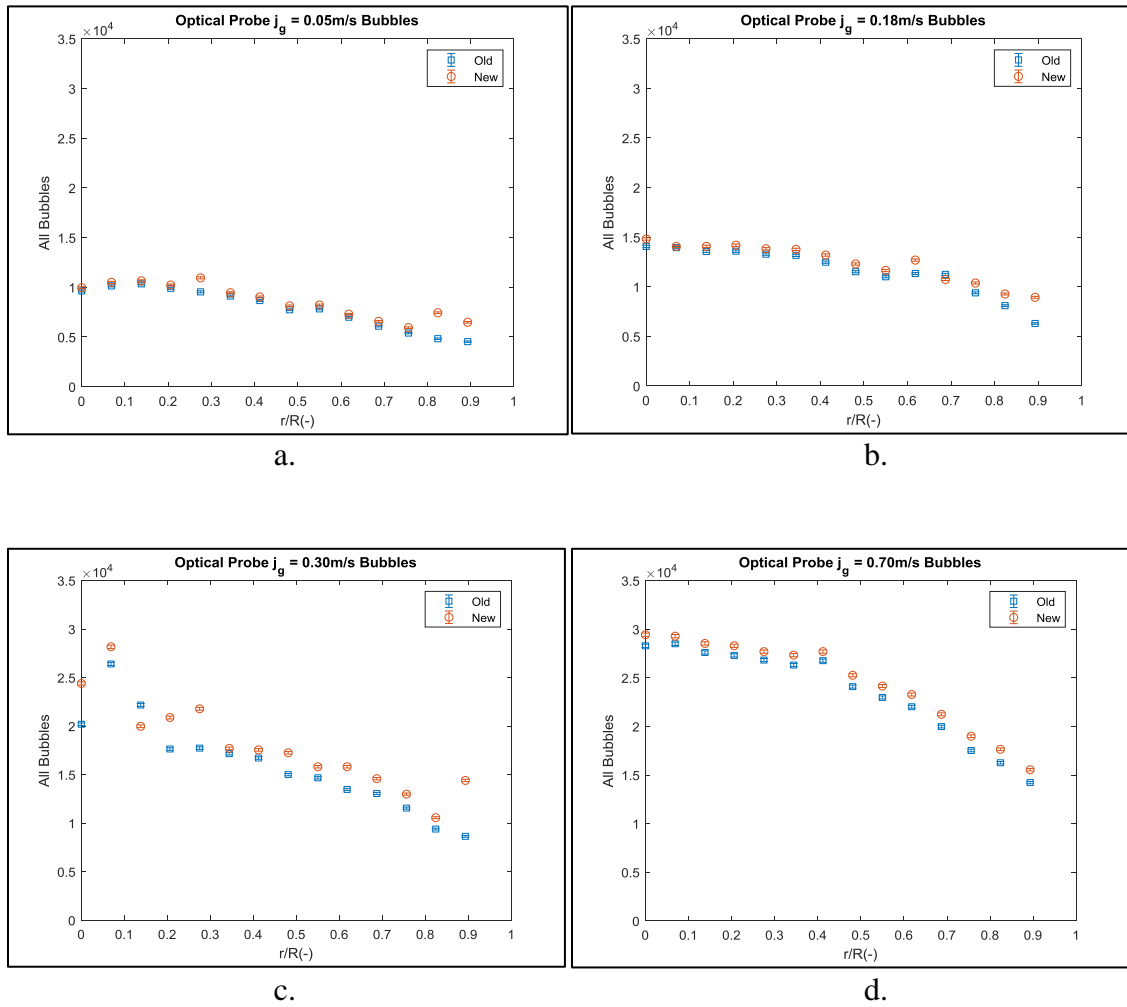 Optical Probe j_g = 0.05m/s Bubbles
×10^4
3.5
3
2.5
2
1.5
1
0.5
0
All Bubbles
0 0.1 0.2 0.3 0.4 0.5 0.6 0.7 0.8 0.9 1
r/R(-)
Old
New
a.
Optical Probe j_g = 0.18m/s Bubbles
×10^4
3.5
3
2.5
2
1.5
1
0.5
0
All Bubbles
0 0.1 0.2 0.3 0.4 0.5 0.6 0.7 0.8 0.9 1
r/R(-)
Old
New
b.
Optical Probe j_g = 0.30m/s Bubbles
×10^4
3.5
3
2.5
2
1.5
1
0.5
0
All Bubbles
0 0.1 0.2 0.3 0.4 0.5 0.6 0.7 0.8 0.9 1
r/R(-)
Old
New
c.
Optical Probe j_g = 0.70m/s Bubbles
×10^4
3.5
3
2.5
2
1.5
1
0.5
0
All Bubbles
0 0.1 0.2 0.3 0.4 0.5 0.6 0.7 0.8 0.9 1
r/R(-)
Old
New
d.